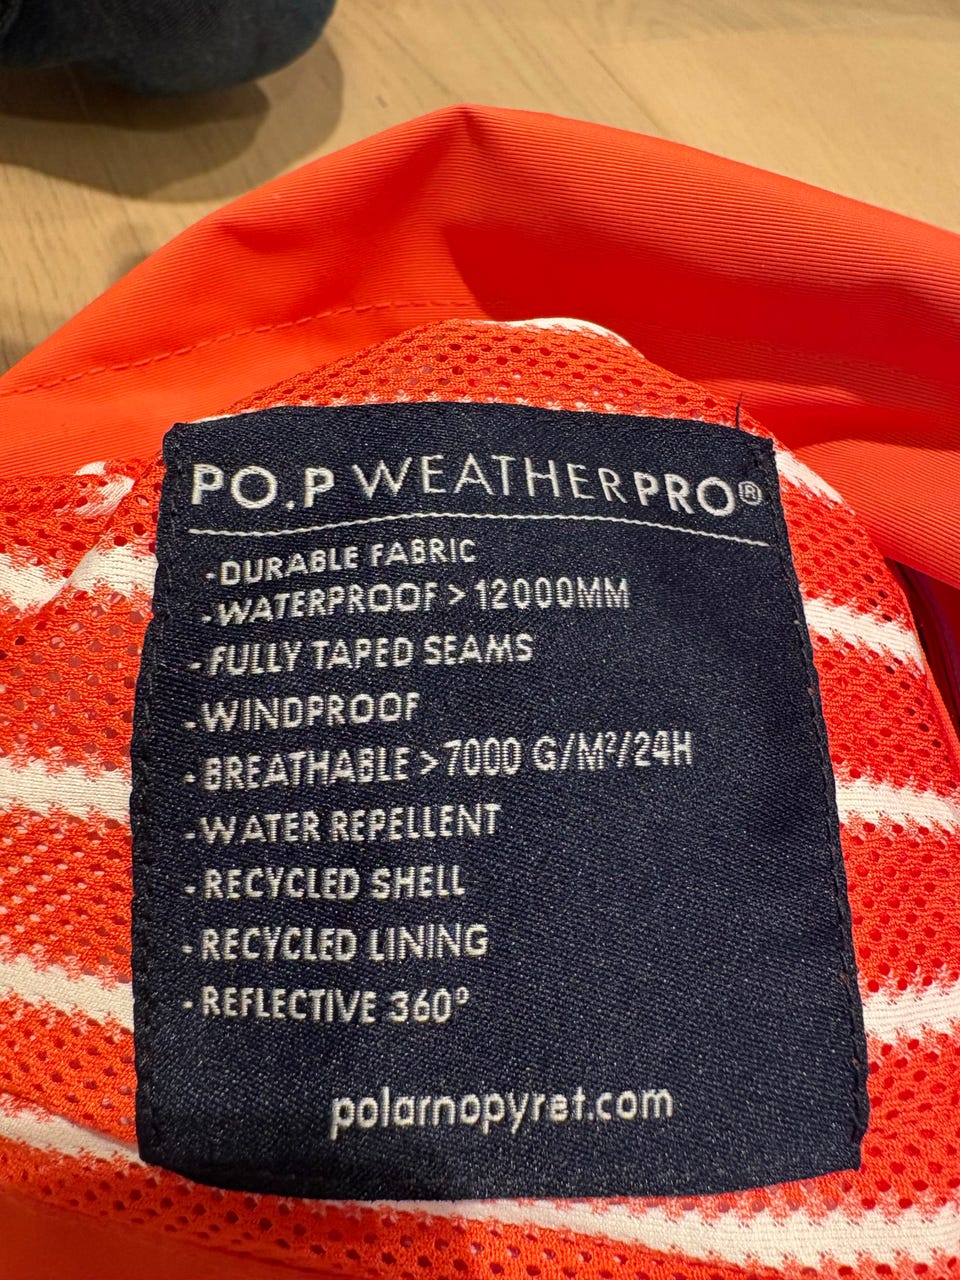 PO.P WEATHERPRO®
-DURABLE FABRIC
-WATERPROOF > 12000MM
-FULLY TAPED SEAMS
-WINDPROOF
-BREATHABLE >7000 G/M²/24H
-WATER REPELLENT
-RECYCLED SHELL
-RECYCLED LINING
-REFLECTIVE 360º
polarnopyret.com